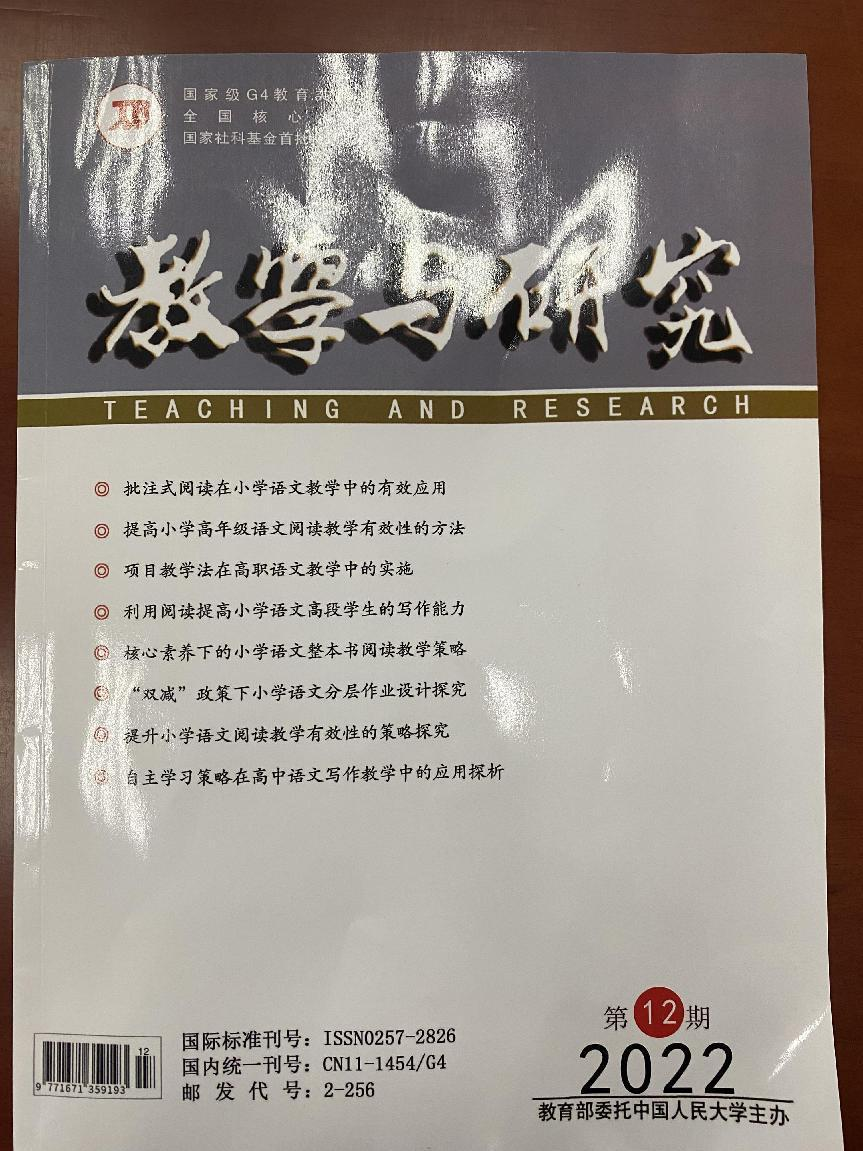 国家级G4教育
全国核心
国家社科基金首批
教学与研究
TEACHING AND RESEARCH
批注式阅读在小学语文教学中的有效应用
提高小学高年级语文阅读教学有效性的方法
项目教学法在高职语文教学中的实施
利用阅读提高小学语文高段学生的写作能力
核心素养下的小学语文整本书阅读教学策略
“双减”政策下小学语文分层作业设计探究
提升小学语文阅读教学有效性的策略探究
自主学习策略在高中语文写作教学中的应用探析
12
9 771671 359193
国际标准刊号：ISSN0257-2826
国内统一刊号：CN11-1454/G4
邮发代号：2-256
第12期
2022
教育部委托中国人民大学主办